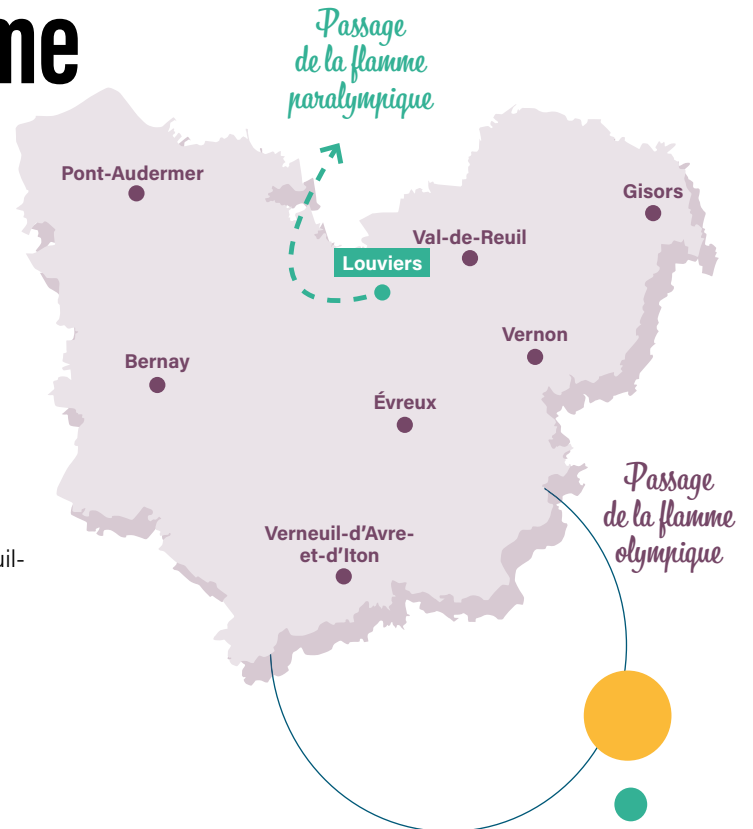 me
Passage
de la flamme
paralympique
Pont-Audermer
Gisors
Val-de-Reuil
Louviers
Vernon
Bernay
Évreux
Passage
de la flamme
olympique
Verneuil-d'Avre-
et-d'Iton
uil-